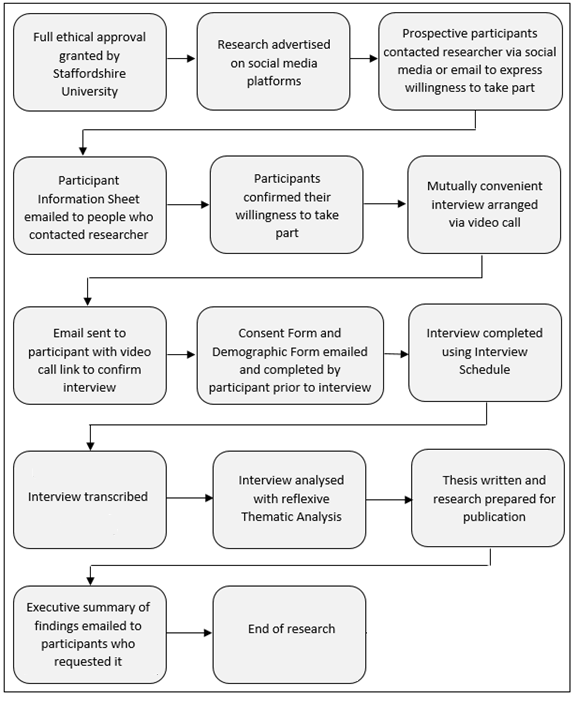 Full ethical approval
granted by
Staffordshire
University
Research advertised
on social media
platforms
Prospective participants
contacted researcher via social
media or email to express
willingness to take part
Participant
Information Sheet
emailed to people who
contacted researcher
Participants
confirmed their
willingness to take
part
Mutually convenient
interview arranged
via video call
Email sent to
participant with video
call link to confirm
interview
Consent Form and
Demographic Form emailed
and completed by
participant prior to interview
Interview completed
using Interview
Schedule
Interview transcribed
Interview analysed
with reflexive
Thematic Analysis
Thesis written and
research prepared for
publication
Executive summary of
findings emailed to
participants who
requested it
End of research